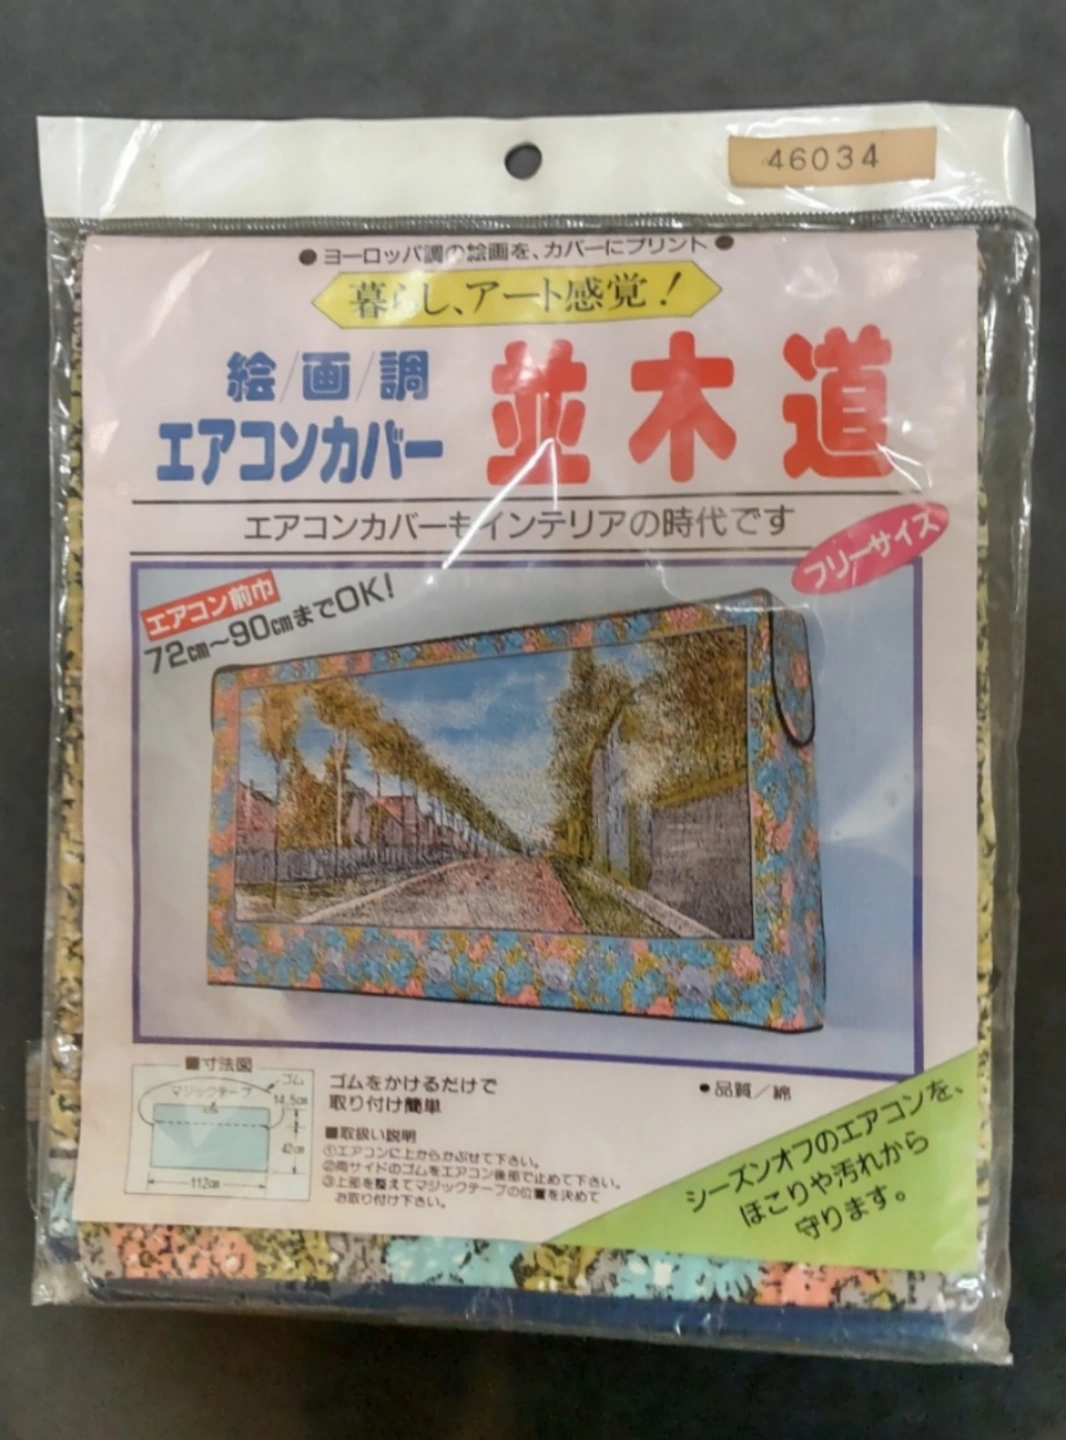 46034
●ヨーロッパ調の絵画を、カバーにプリント●
暮らし、アート感覚！
絵/画/調
エアコンカバー
並木道
エアコンカバーもインテリアの時代です
フリーサイズ
エアコン前巾
72cm〜90cmまでOK!
■寸法図
ゴム
マジックテープ
14.5cm
42cm
112cm
ゴムをかけるだけで
取り付け簡単
■取扱い説明
①エアコンに上からかぶせて下さい。
②両サイドのゴムをエアコン後部で止めて下さい。
③上部を整えてマジックテープの位置を決めて
お取り付け下さい。
●品質／綿
シーズンオフのエアコンを、
ほこりや汚れから
守ります。